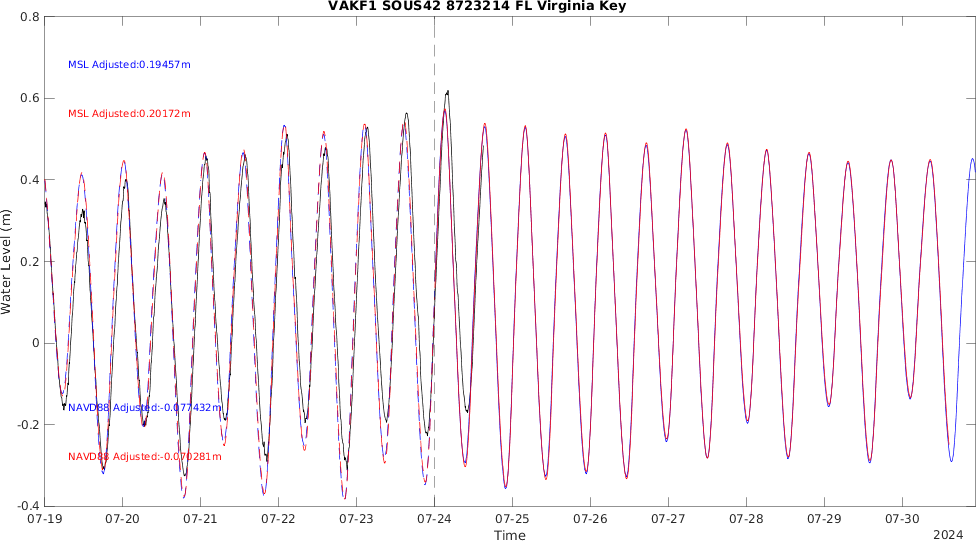 VAKF1 SOUS42 8723214 FL Virginia Key
0.8
MSL Adjusted:0.19457m
0.6
MSL Adjusted:0.20172m
0.4
0.2
Water Level (m)
0
-0.2
NAVD88 Adjusted:-0.077432m
NAVD88 Adjusted:-0.070281m
-0.4
07-19 07-20 07-21 07-22 07-23 07-24 07-25 07-26 07-27 07-28 07-29 07-30
Time
2024